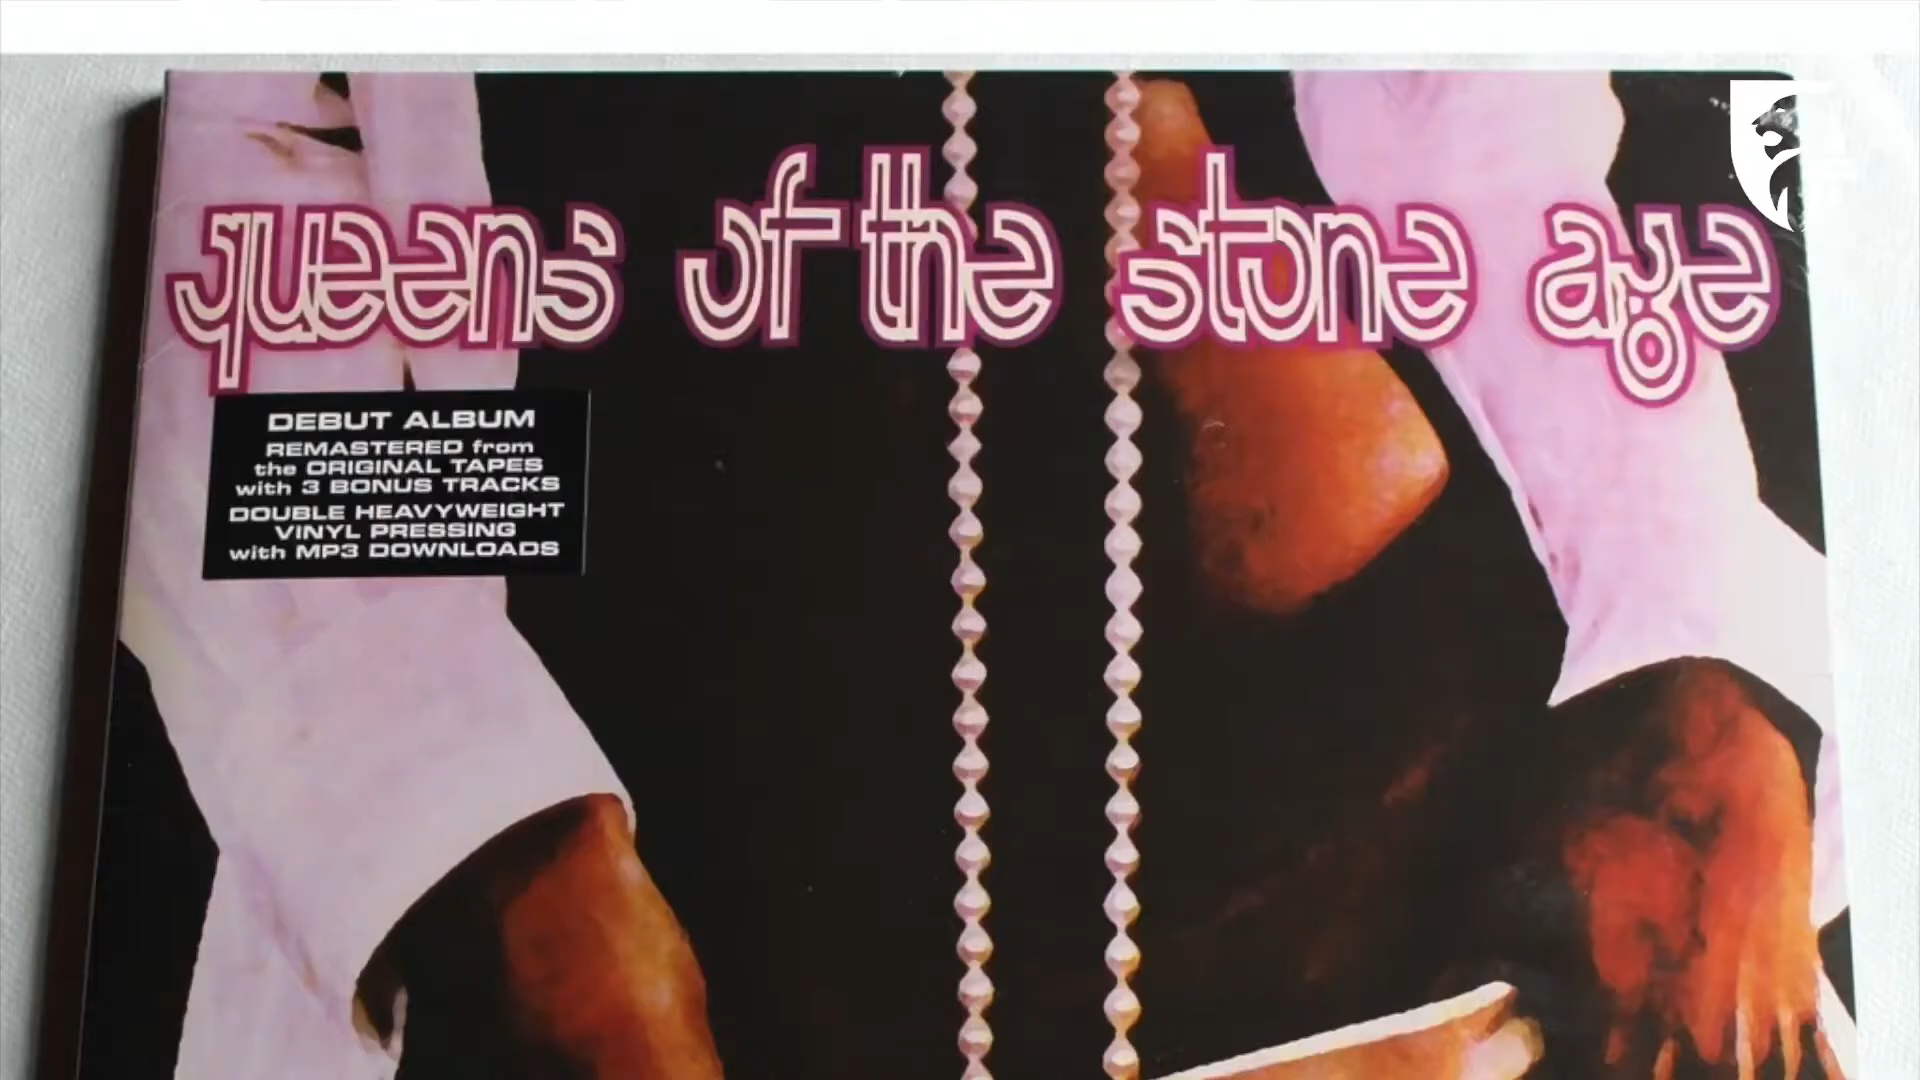 queens of the stone age
DEBUT ALBUM
REMASTERED from
the ORIGINAL TAPES
with 3 BONUS TRACKS
DOUBLE HEAVYWEIGHT
VINYL PRESSING
with MP3 DOWNLOADS